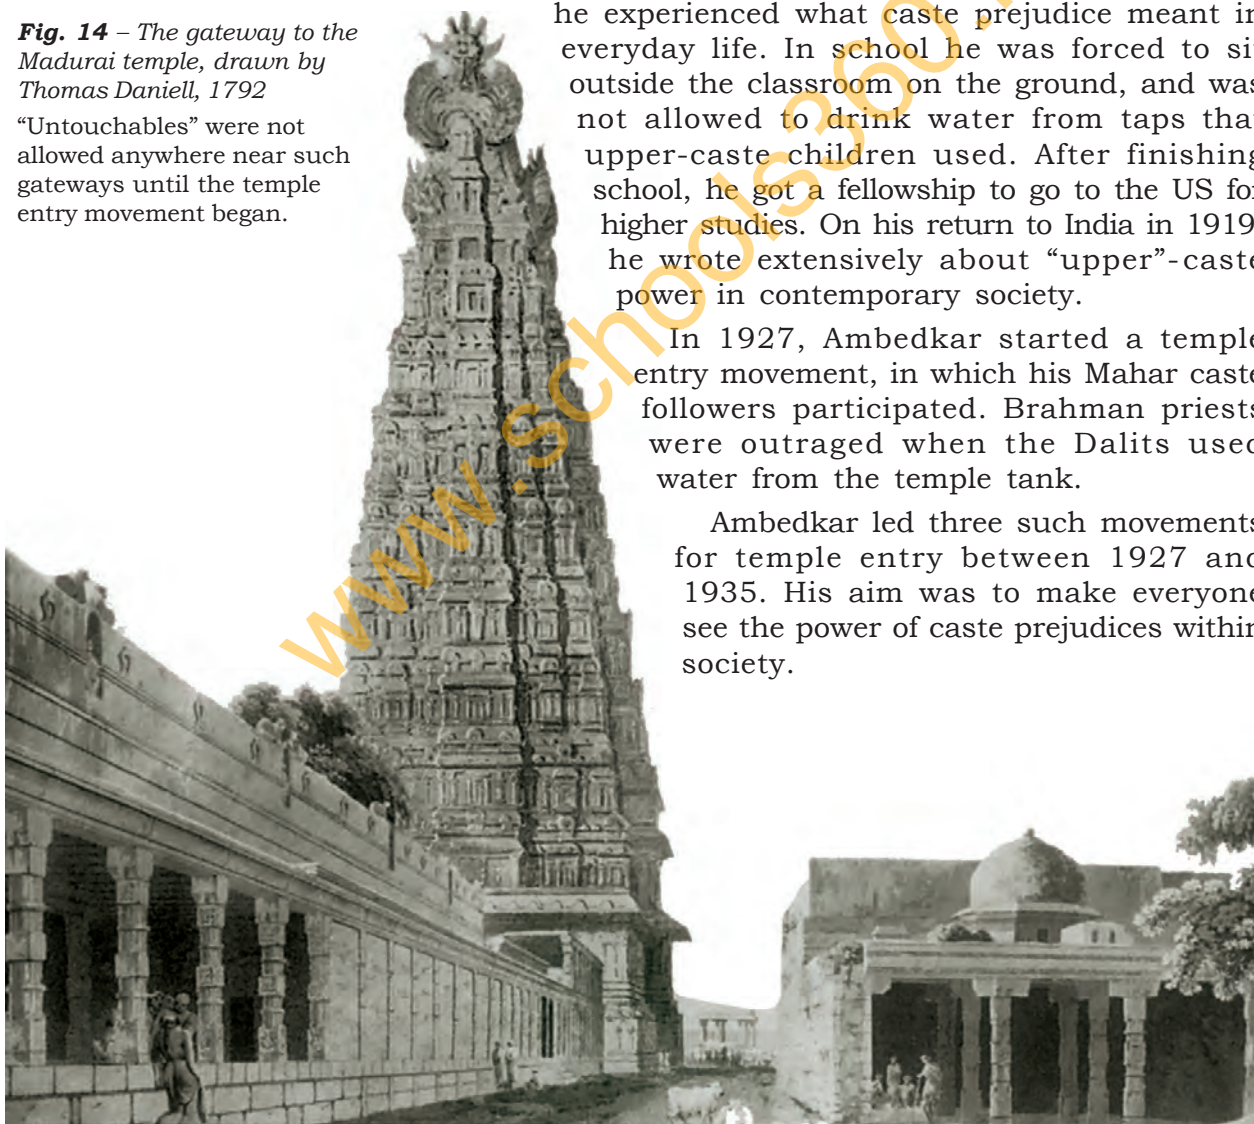 Fig. 14 – The gateway to the
Madurai temple, drawn by
Thomas Daniell, 1792
“Untouchables” were not
allowed anywhere near such
gateways until the temple
entry movement began.
he experienced what caste prejudice meant in
everyday life. In school he was forced to sit
outside the classroom on the ground, and was
not allowed to drink water from taps that
upper-caste children used. After finishing
school, he got a fellowship to go to the US for
higher studies. On his return to India in 1919,
he wrote extensively about “upper”-caste
power in contemporary society.
In 1927, Ambedkar started a temple
entry movement, in which his Mahar caste
followers participated. Brahman priests
were outraged when the Dalits used
water from the temple tank.
Ambedkar led three such movements
for temple entry between 1927 and
1935. His aim was to make everyone
see the power of caste prejudices within
society.
www.schools360.